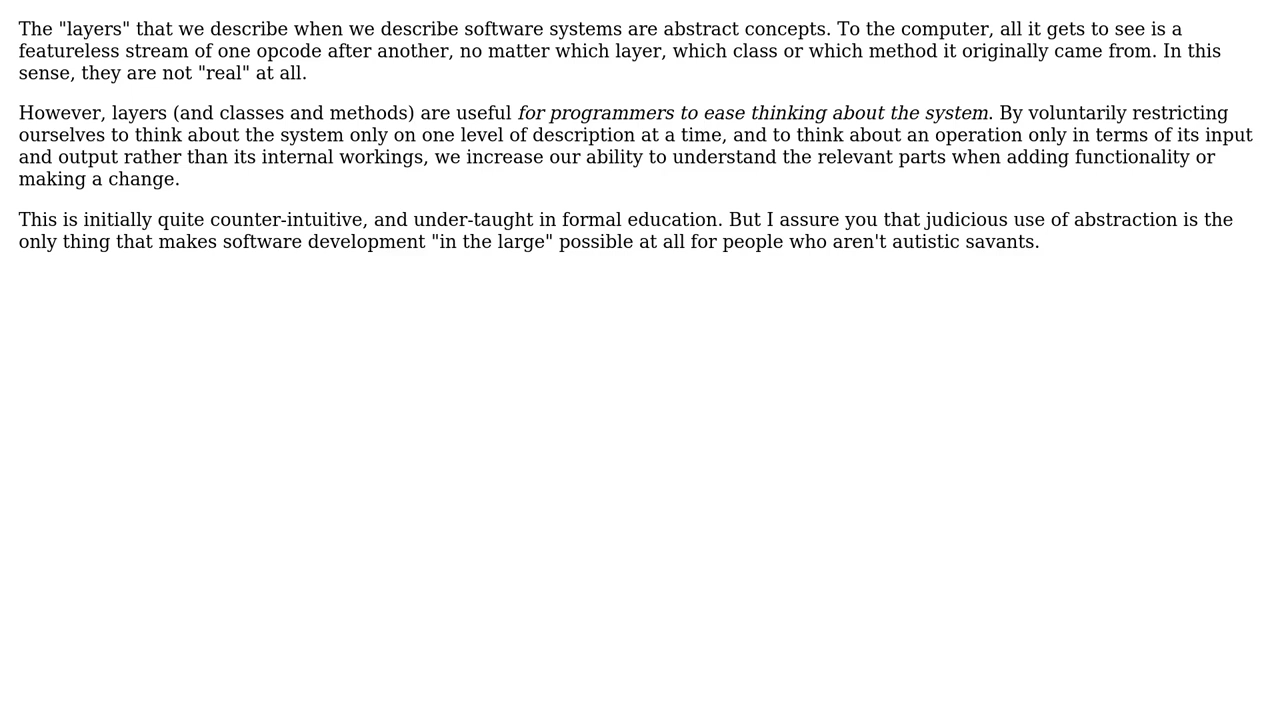 The "layers" that we describe when we describe software systems are abstract concepts. To the computer, all it gets to see is a
featureless stream of one opcode after another, no matter which layer, which class or which method it originally came from. In this
sense, they are not "real" at all.
However, layers (and classes and methods) are useful for programmers to ease thinking about the system. By voluntarily restricting
ourselves to think about the system only on one level of description at a time, and to think about an operation only in terms of its input
and output rather than its internal workings, we increase our ability to understand the relevant parts when adding functionality or
making a change.
This is initially quite counter-intuitive, and under-taught in formal education. But I assure you that judicious use of abstraction is the
only thing that makes software development "in the large" possible at all for people who aren't autistic savants.